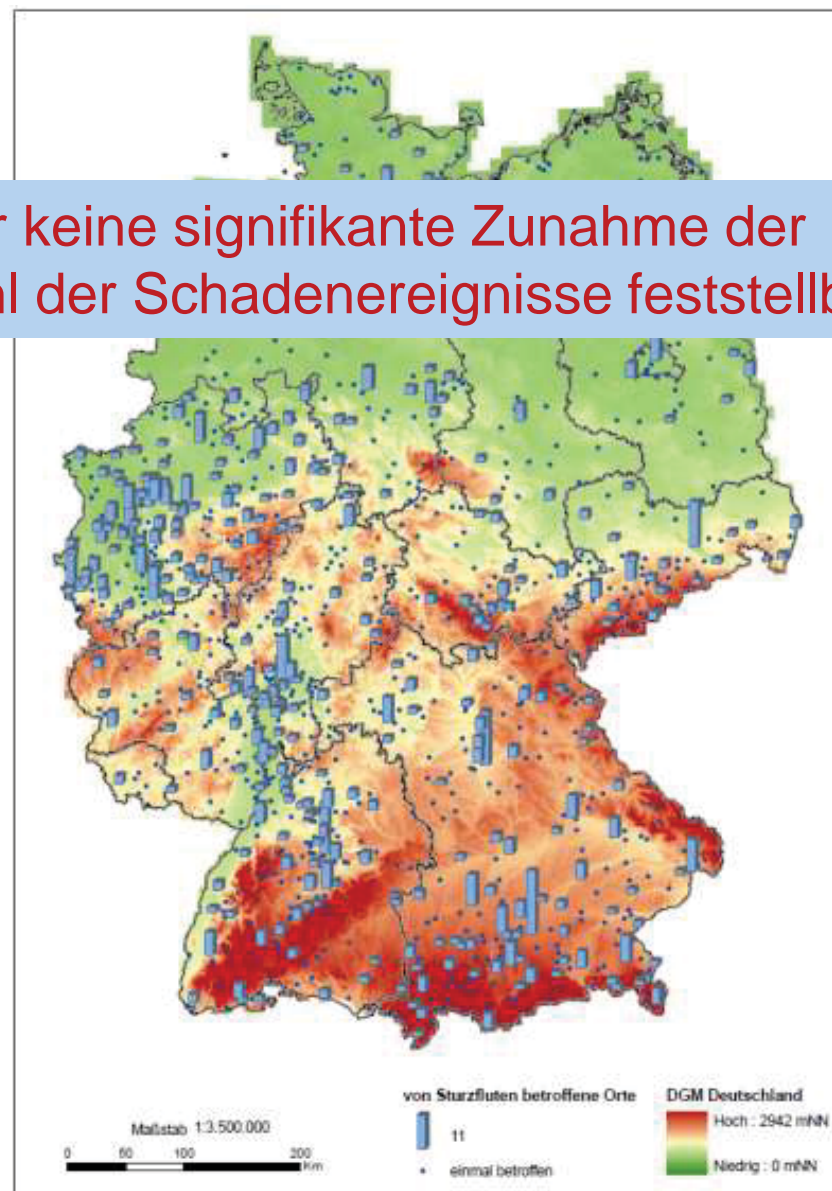 r keine signifikante Zunahme der
l der Schadenereignisse feststellb
von Sturzfluten betroffene Orte
DGM Deutschland
Maßstab 1:3.500.000
11
Hoch : 2942 mNN
0 50 100 200
Km
einmal betroffen
Niedrig : 0 mNN